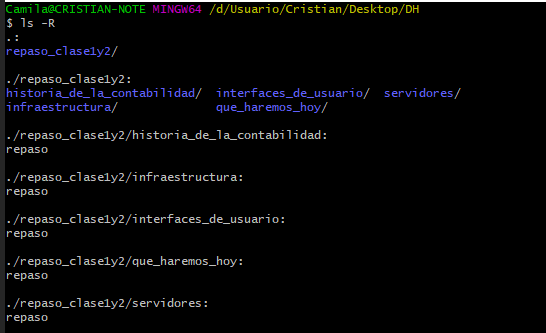 Camila@CRISTIAN-NOTE MINGW64 /d/Usuario/Cristian/Desktop/DH
$ ls -R
.:
repaso_clase1y2/

./repaso_clase1y2:
historia_de_la_contabilidad/  interfaces_de_usuario/  servidores/
infraestructura/              que_haremos_hoy/

./repaso_clase1y2/historia_de_la_contabilidad:
repaso

./repaso_clase1y2/infraestructura:
repaso

./repaso_clase1y2/interfaces_de_usuario:
repaso

./repaso_clase1y2/que_haremos_hoy:
repaso

./repaso_clase1y2/servidores:
repaso